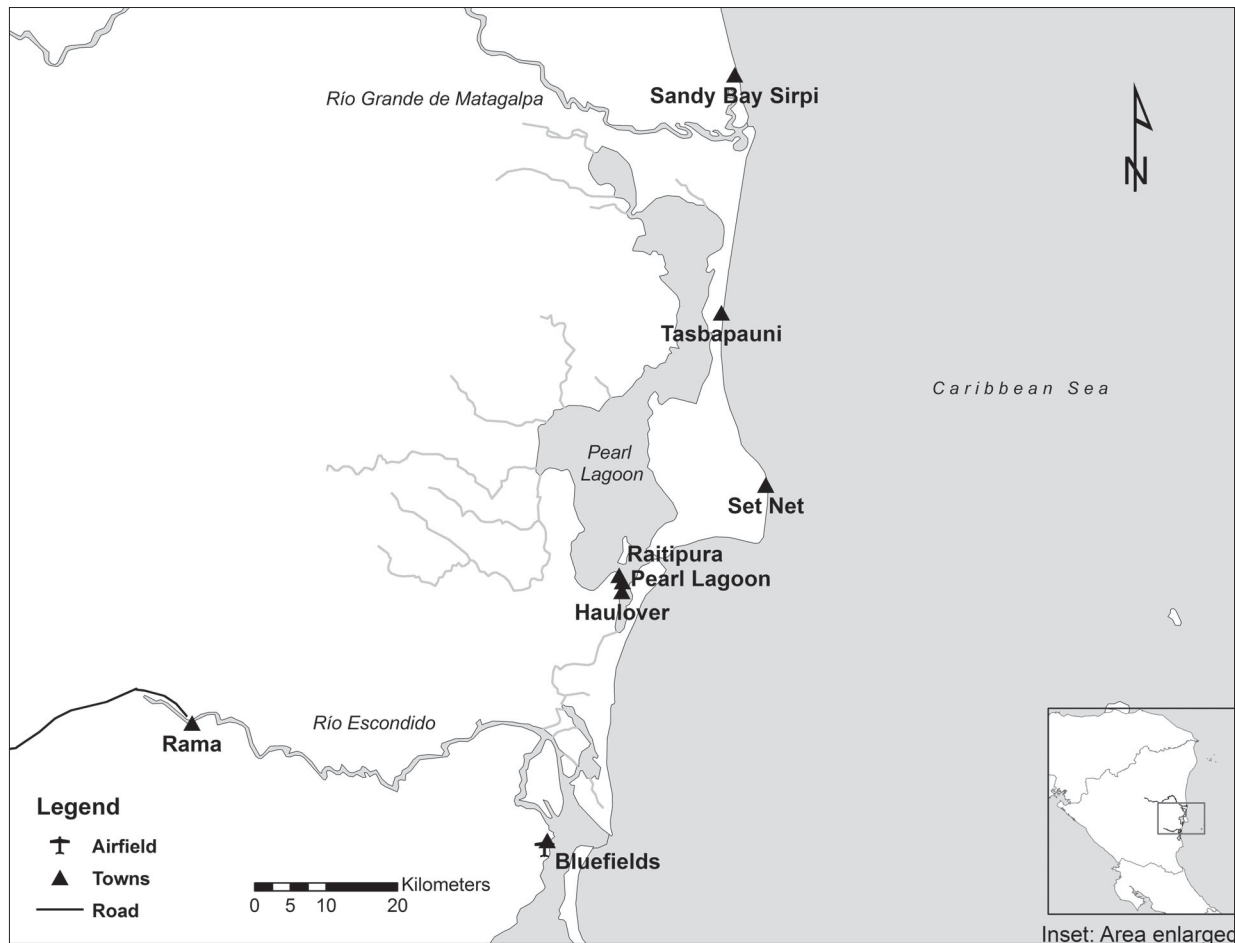 Sandy Bay Sirpi
Río Grande de Matagalpa
N
Tasbapauni
Caribbean Sea
Pearl
Lagoon
Set Net
Raitipura
Pearl Lagoon
Haulover
Río Escondido
Rama
Legend
Airfield
Towns
Road
Bluefields
Kilometers
0 5 10 20
Inset: Area enlarged